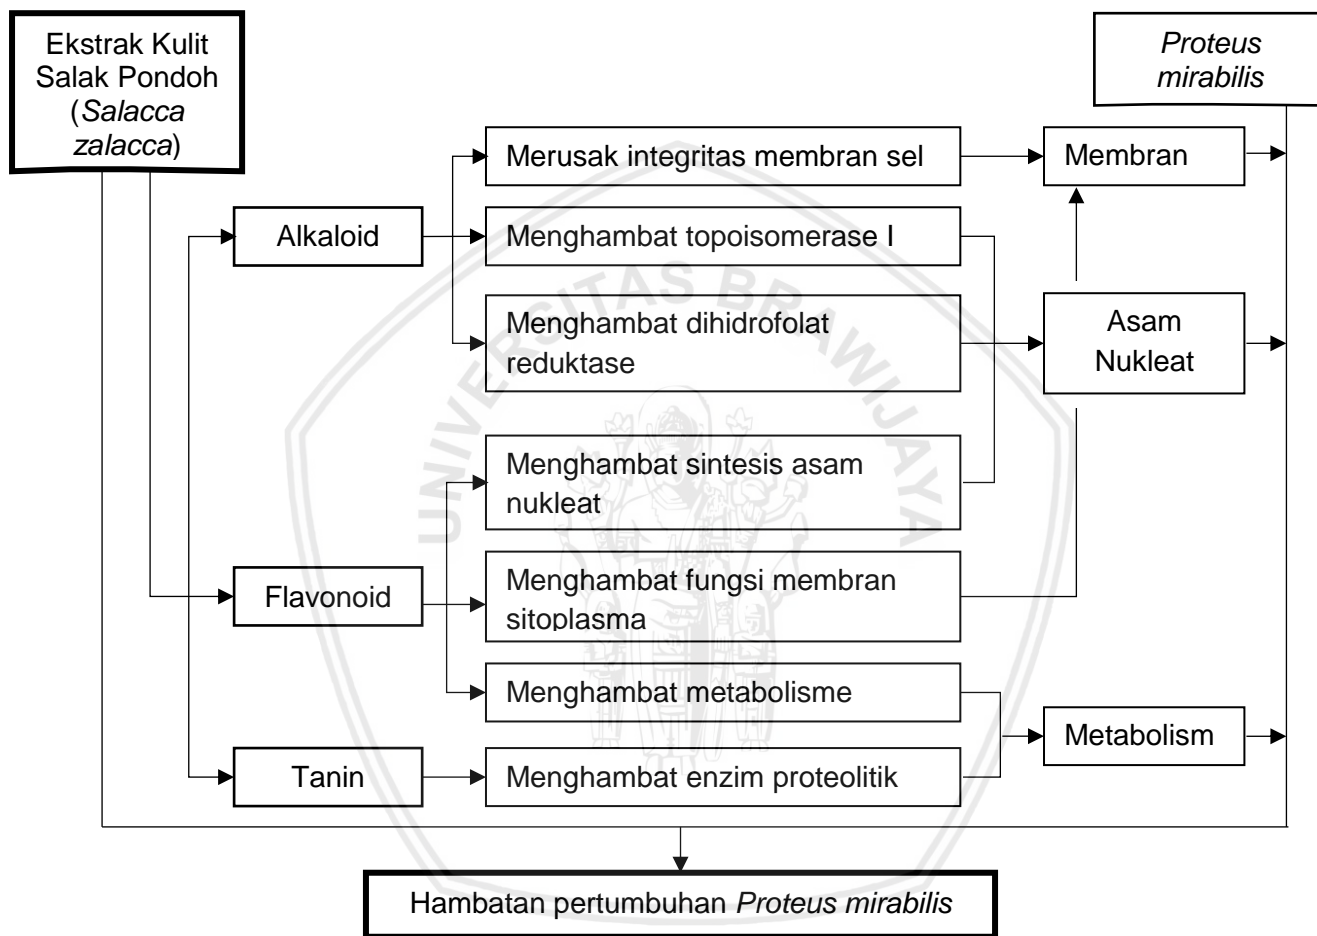 Ekstrak Kulit
Salak Pondoh
(Salacca
zalacca)
Proteus
mirabilis
Merusak integritas membran sel
Membran
Alkaloid
Menghambat topoisomerase I
Menghambat dihidrofolat
reduktase
Asam
Nukleat
Menghambat sintesis asam
nukleat
Flavonoid
Menghambat fungsi membran
sitoplasma
Menghambat metabolisme
Metabolism
Tanin
Menghambat enzim proteolitik
Hambatan pertumbuhan Proteus mirabilis
UNIVERSITAS BRAWIJAYA